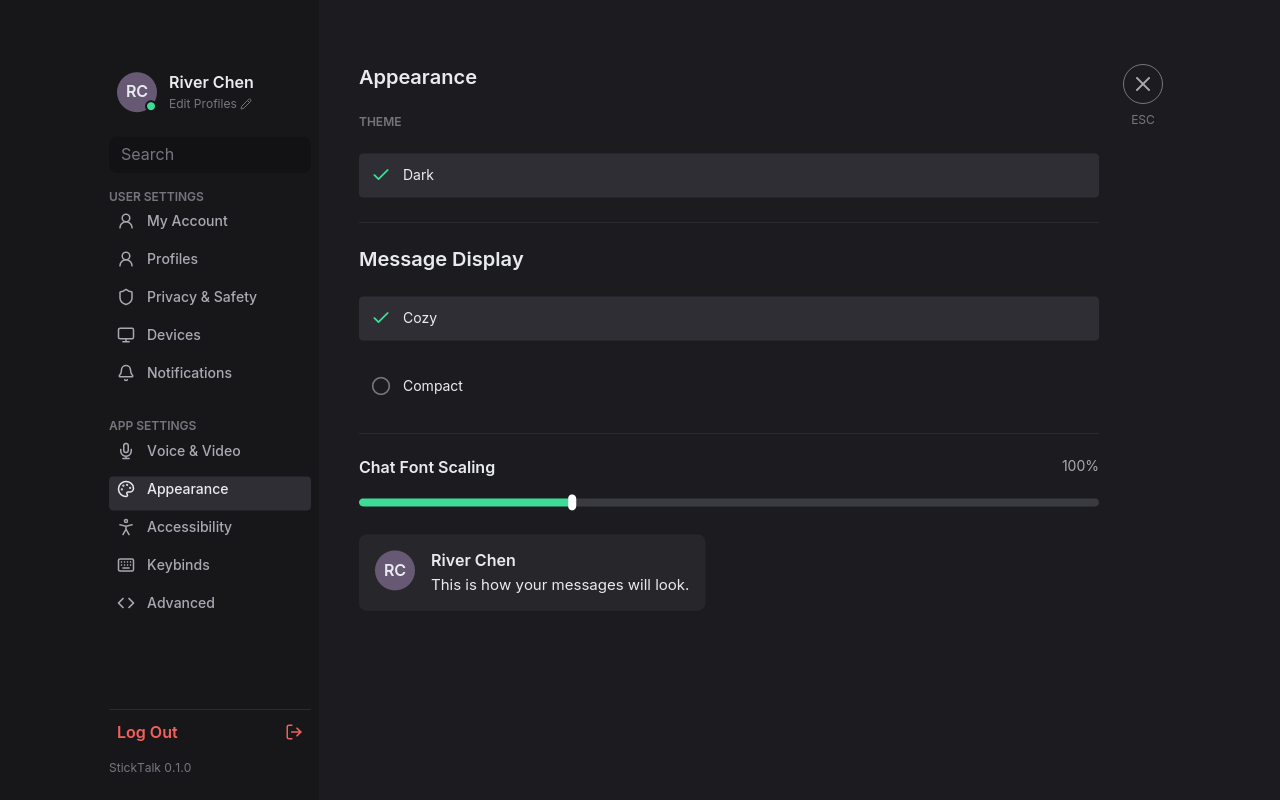 RC
River Chen
Edit Profiles
Search
USER SETTINGS
My Account
Profiles
Privacy & Safety
Devices
Notifications
APP SETTINGS
Voice & Video
Appearance
Accessibility
Keybinds
Advanced
Log Out
StickTalk 0.1.0
Appearance
ESC
THEME
Dark
Message Display
Cozy
Compact
Chat Font Scaling
100%
RC
River Chen
This is how your messages will look.